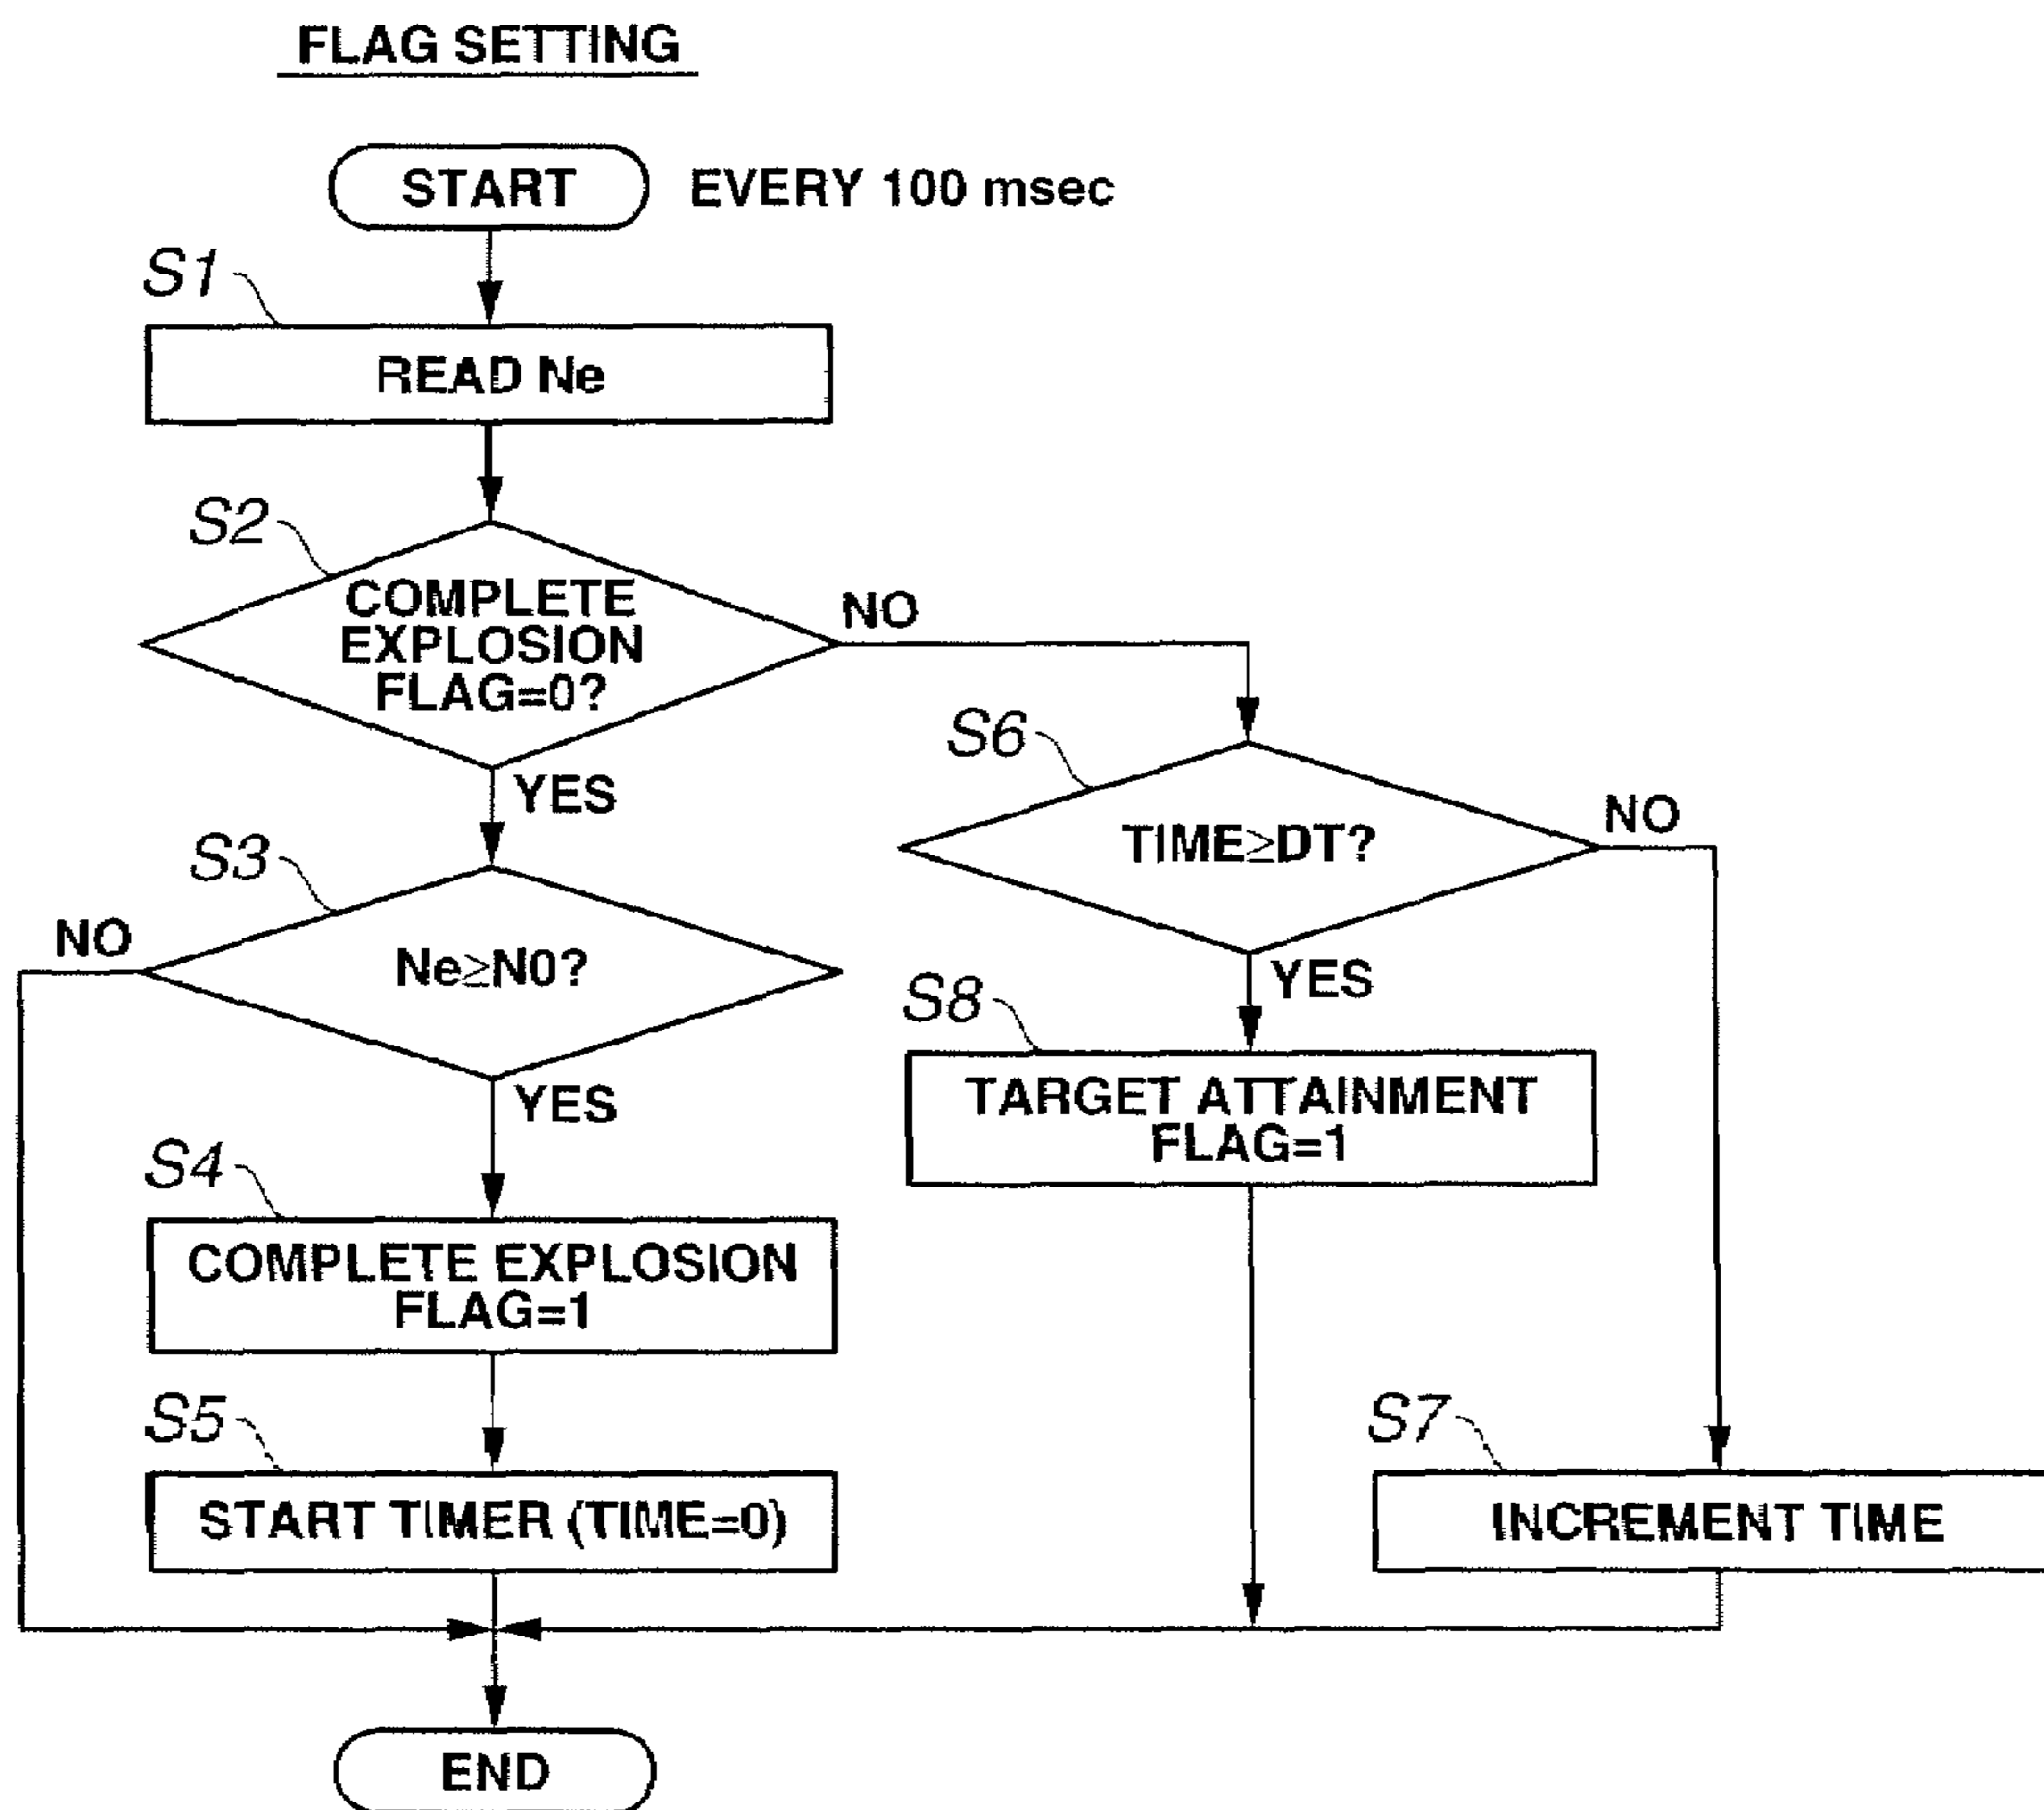 FLAG SETTING
START
EVERY 100 msec
S1
READ Ne
S2
COMPLETE
EXPLOSION
FLAG=0?
NO
YES
S3
NO
Ne≥N0?
YES
S4
COMPLETE EXPLOSION
FLAG=1
S5
START TIMER (TIME=0)
S6
TIME≥DT?
NO
YES
S8
TARGET ATTAINMENT
FLAG=1
S7
INCREMENT TIME
END